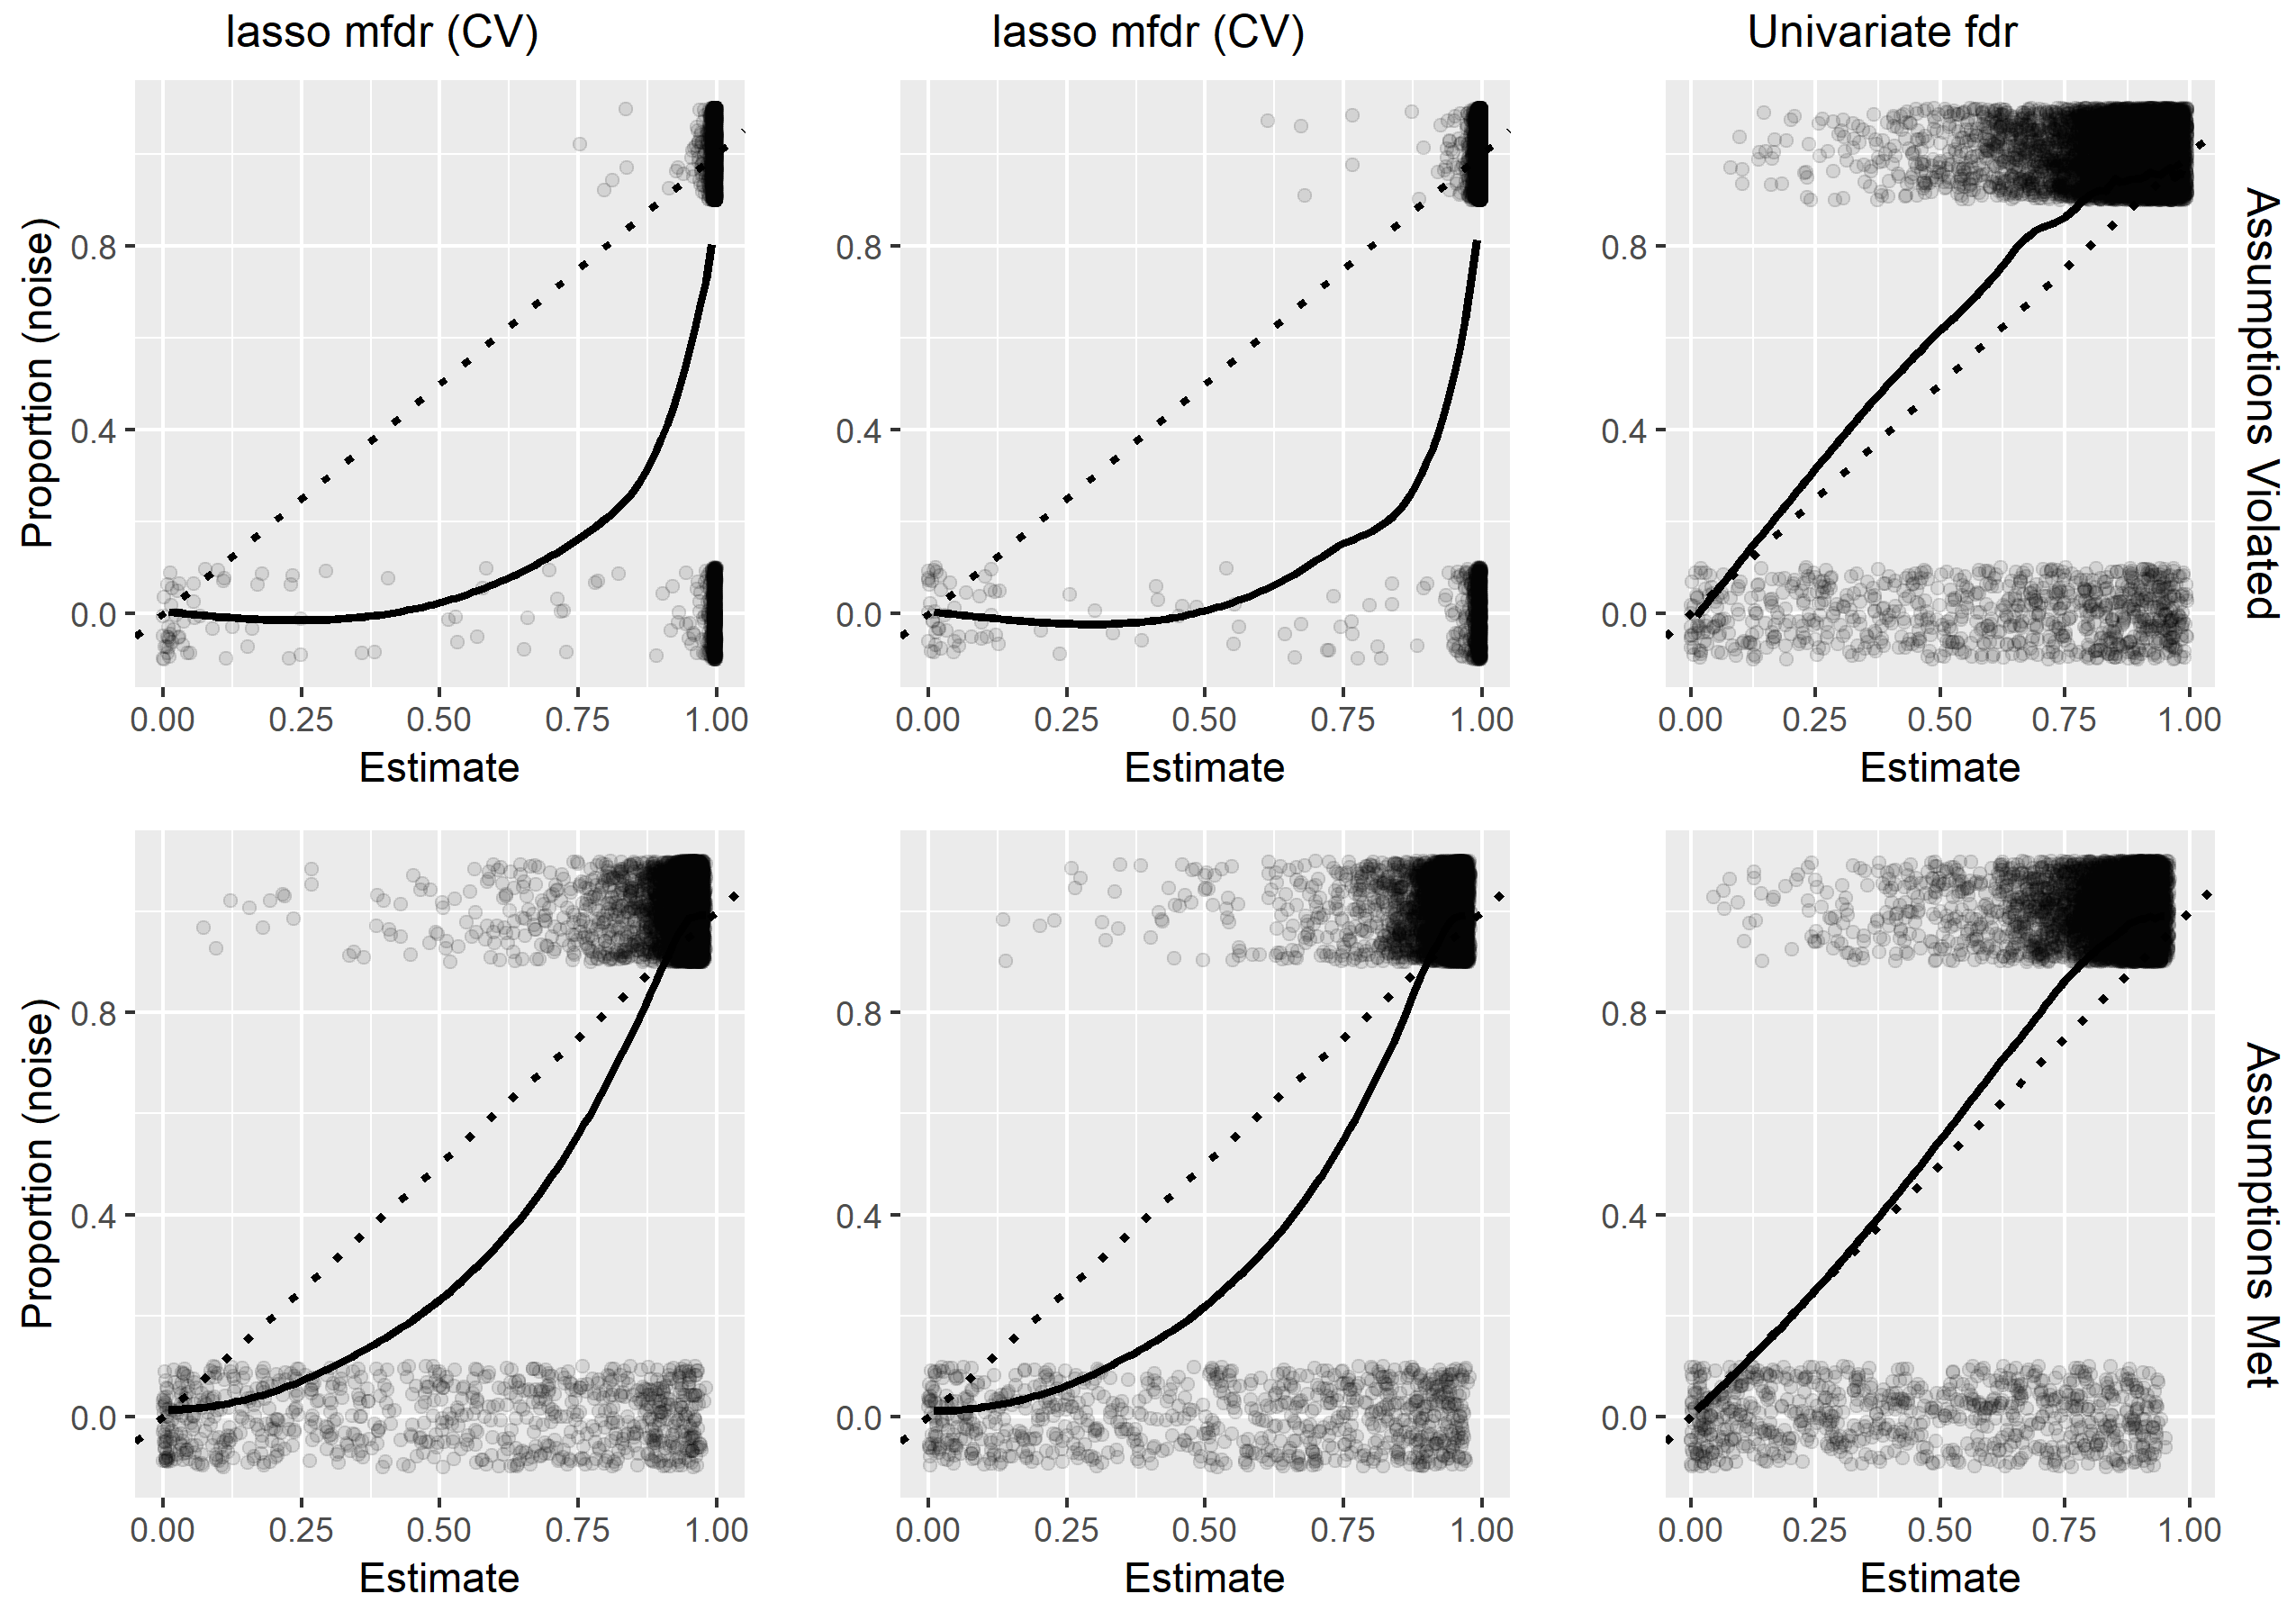 lasso mfdr (CV) lasso mfdr (CV) Univariate fdr
Proportion (noise)
0.8 0.8 0.8
0.4 0.4 0.4
0.0 0.0 0.0
0.00 0.25 0.50 0.75 1.00 0.00 0.25 0.50 0.75 1.00 0.00 0.25 0.50 0.75 1.00
Estimate Estimate Estimate
Assumptions Violated
Proportion (noise)
0.8 0.8 0.8
0.4 0.4 0.4
0.0 0.0 0.0
0.00 0.25 0.50 0.75 1.00 0.00 0.25 0.50 0.75 1.00 0.00 0.25 0.50 0.75 1.00
Estimate Estimate Estimate
Assumptions Met